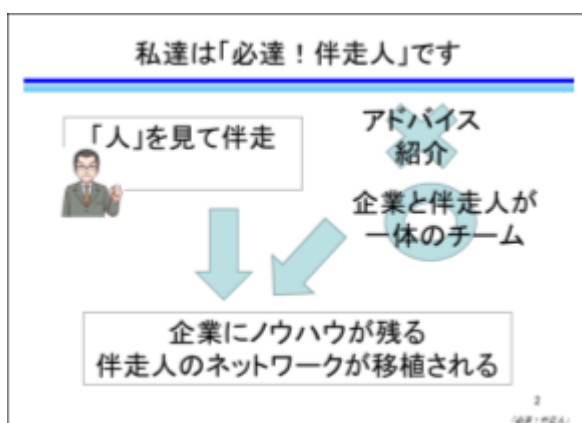 私達は「必達！伴走人」です
「人」を見て伴走
アドバイス
紹介
企業と伴走人が
一体のチーム
企業にノウハウが残る
伴走人のネットワークが移植される
2